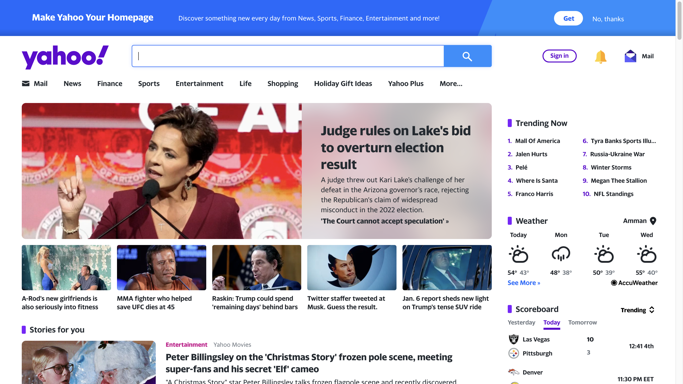 Make Yahoo Your Homepage
Discover something new every day from News, Sports, Finance, Entertainment and more!
Get
No, thanks
yahoo!
Sign in
Mail
Mail
News
Finance
Sports
Entertainment
Life
Shopping
Holiday Gift Ideas
Yahoo Plus
More...
Judge rules on Lake's bid
to overturn election
result
A judge threw out Kari Lake's challenge of her
defeat in the Arizona governor's race, rejecting
the Republican's claim of widespread
misconduct in the 2022 election.
'The Court cannot accept speculation' »
A-Rod's new girlfriend is
also seriously into fitness
MMA fighter who helped
save UFC dies at 45
Raskin: Trump could spend
'remaining days' behind bars
Twitter staffer tweeted at
Musk. Guess the result.
Jan. 6 report sheds new light
on Trump's tense SUV ride
Stories for you
Entertainment Yahoo Movies
Peter Billingsley on the 'Christmas Story' frozen pole scene, meeting
super-fans and his secret 'Elf' cameo
"A Christmas Story" star Peter Billingsley talks frozen flagpole scene and recently discovered
Trending Now
1. Mall Of America
2. Jalen Hurts
3. Pelé
4. Where Is Santa
5. Franco Harris
6. Tyra Banks Sports Illu...
7. Russia-Ukraine War
8. Winter Storms
9. Megan Thee Stallion
10. NFL Standings
Weather
Amman
Today
Mon
Tue
Wed
54° 43°
48° 38°
50° 39°
55° 40°
See More »
AccuWeather
Scoreboard
Trending
Yesterday
Today
Tomorrow
Las Vegas 10
Pittsburgh 3
12:41 4th
Denver
11:30 PM EET